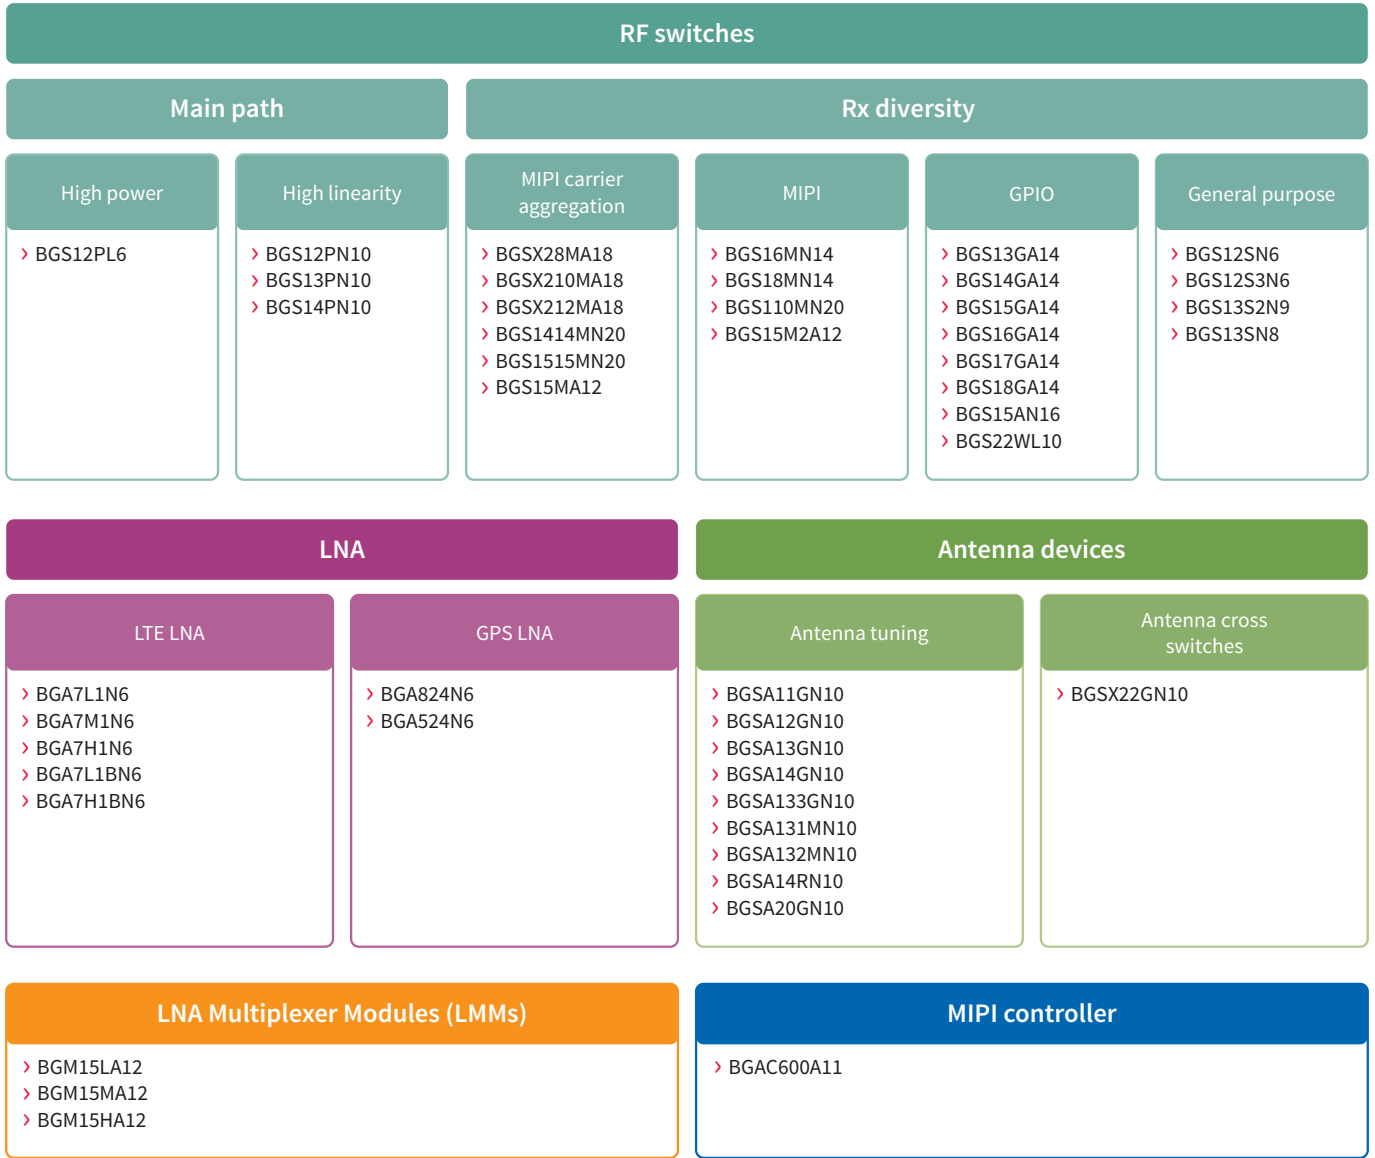 RF switches
Main path
Rx diversity
High power
> BGS12PL6
High linearity
> BGS12PN10
> BGS13PN10
> BGS14PN10
MIPI carrier
aggregation
> BGSX28MA18
> BGSX210MA18
> BGSX212MA18
> BGS1414MN20
> BGS1515MN20
> BGS15MA12
MIPI
> BGS16MN14
> BGS18MN14
> BGS110MN20
> BGS15M2A12
GPIO
> BGS13GA14
> BGS14GA14
> BGS15GA14
> BGS16GA14
> BGS17GA14
> BGS18GA14
> BGS15AN16
> BGS22WL10
General purpose
> BGS12SN6
> BGS12S3N6
> BGS13S2N9
> BGS13SN8
LNA
LTE LNA
> BGA7L1N6
> BGA7M1N6
> BGA7H1N6
> BGA7L1BN6
> BGA7H1BN6
GPS LNA
> BGA824N6
> BGA524N6
Antenna devices
Antenna tuning
> BGSA11GN10
> BGSA12GN10
> BGSA13GN10
> BGSA14GN10
> BGSA133GN10
> BGSA131MN10
> BGSA132MN10
> BGSA14RN10
> BGSA20GN10
Antenna cross
switches
> BGSX22GN10
LNA Multiplexer Modules (LMMs)
> BGM15LA12
> BGM15MA12
> BGM15HA12
MIPI controller
> BGAC600A11